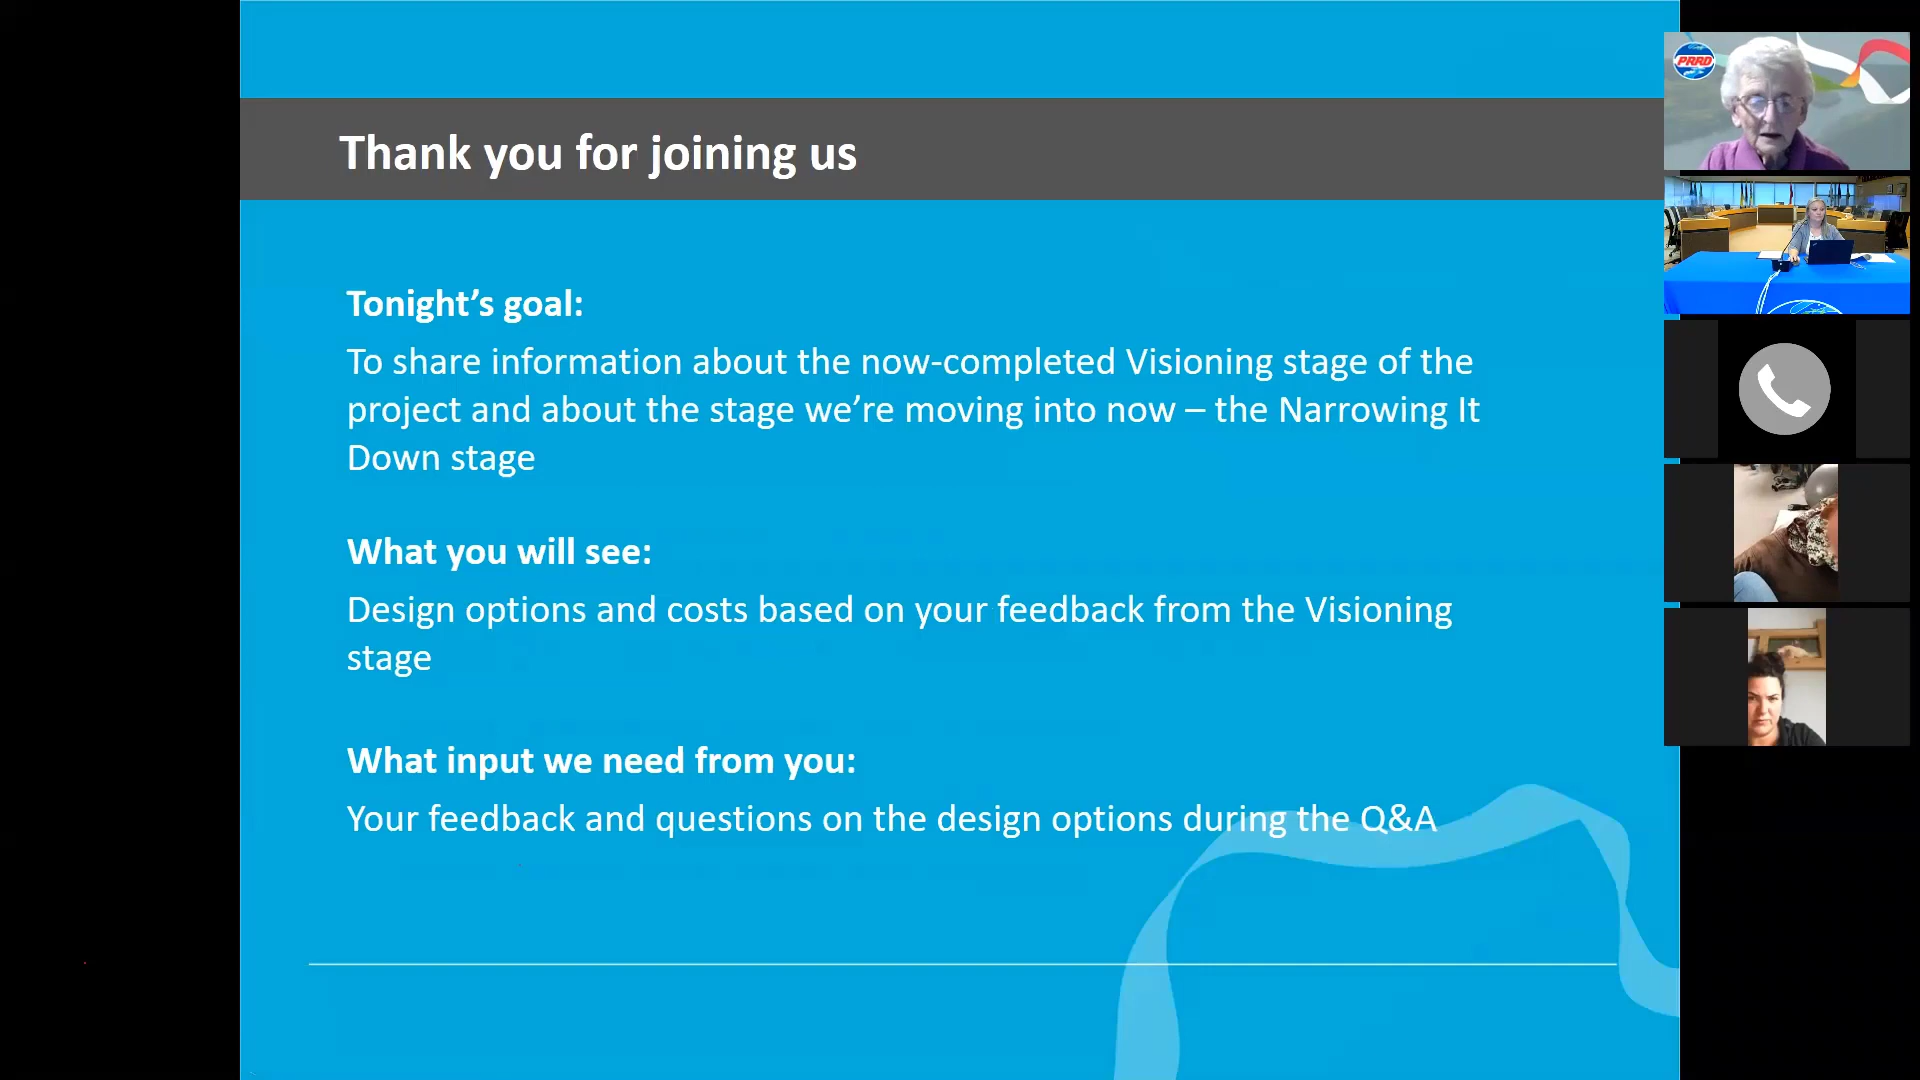 Thank you for joining us
PRRD
Tonight’s goal:
To share information about the now-completed Visioning stage of the
project and about the stage we’re moving into now – the Narrowing It
Down stage
What you will see:
Design options and costs based on your feedback from the Visioning
stage
What input we need from you:
Your feedback and questions on the design options during the Q&A